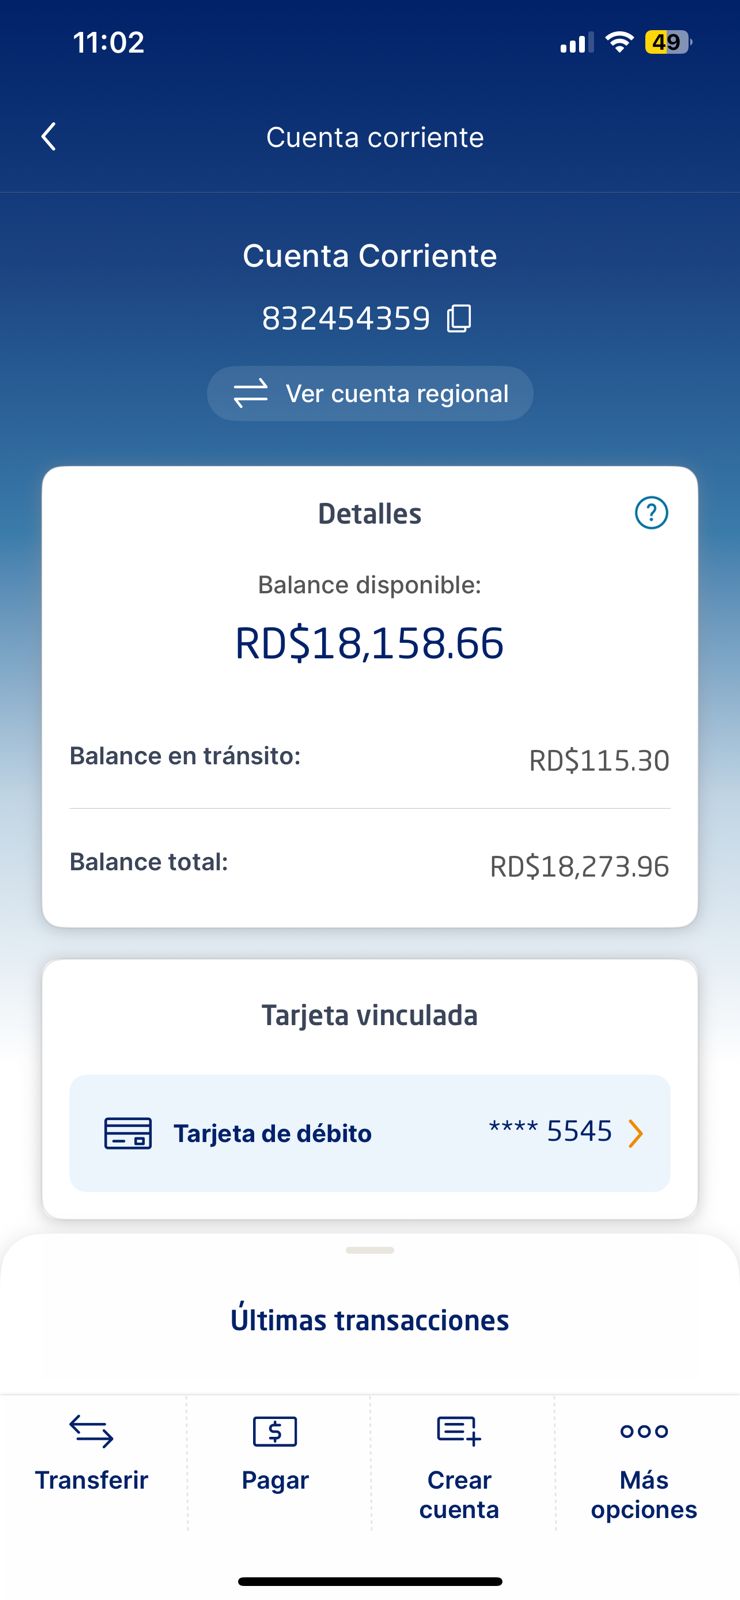 11:02
49
Cuenta corriente
Cuenta Corriente
832454359
Ver cuenta regional
Detalles
?
Balance disponible:
RD$18,158.66
Balance en tránsito: RD$115.30
Balance total: RD$18,273.96
Tarjeta vinculada
Tarjeta de débito **** 5545
Últimas transacciones
$
Transferir
Pagar
Crear
cuenta
Más
opciones